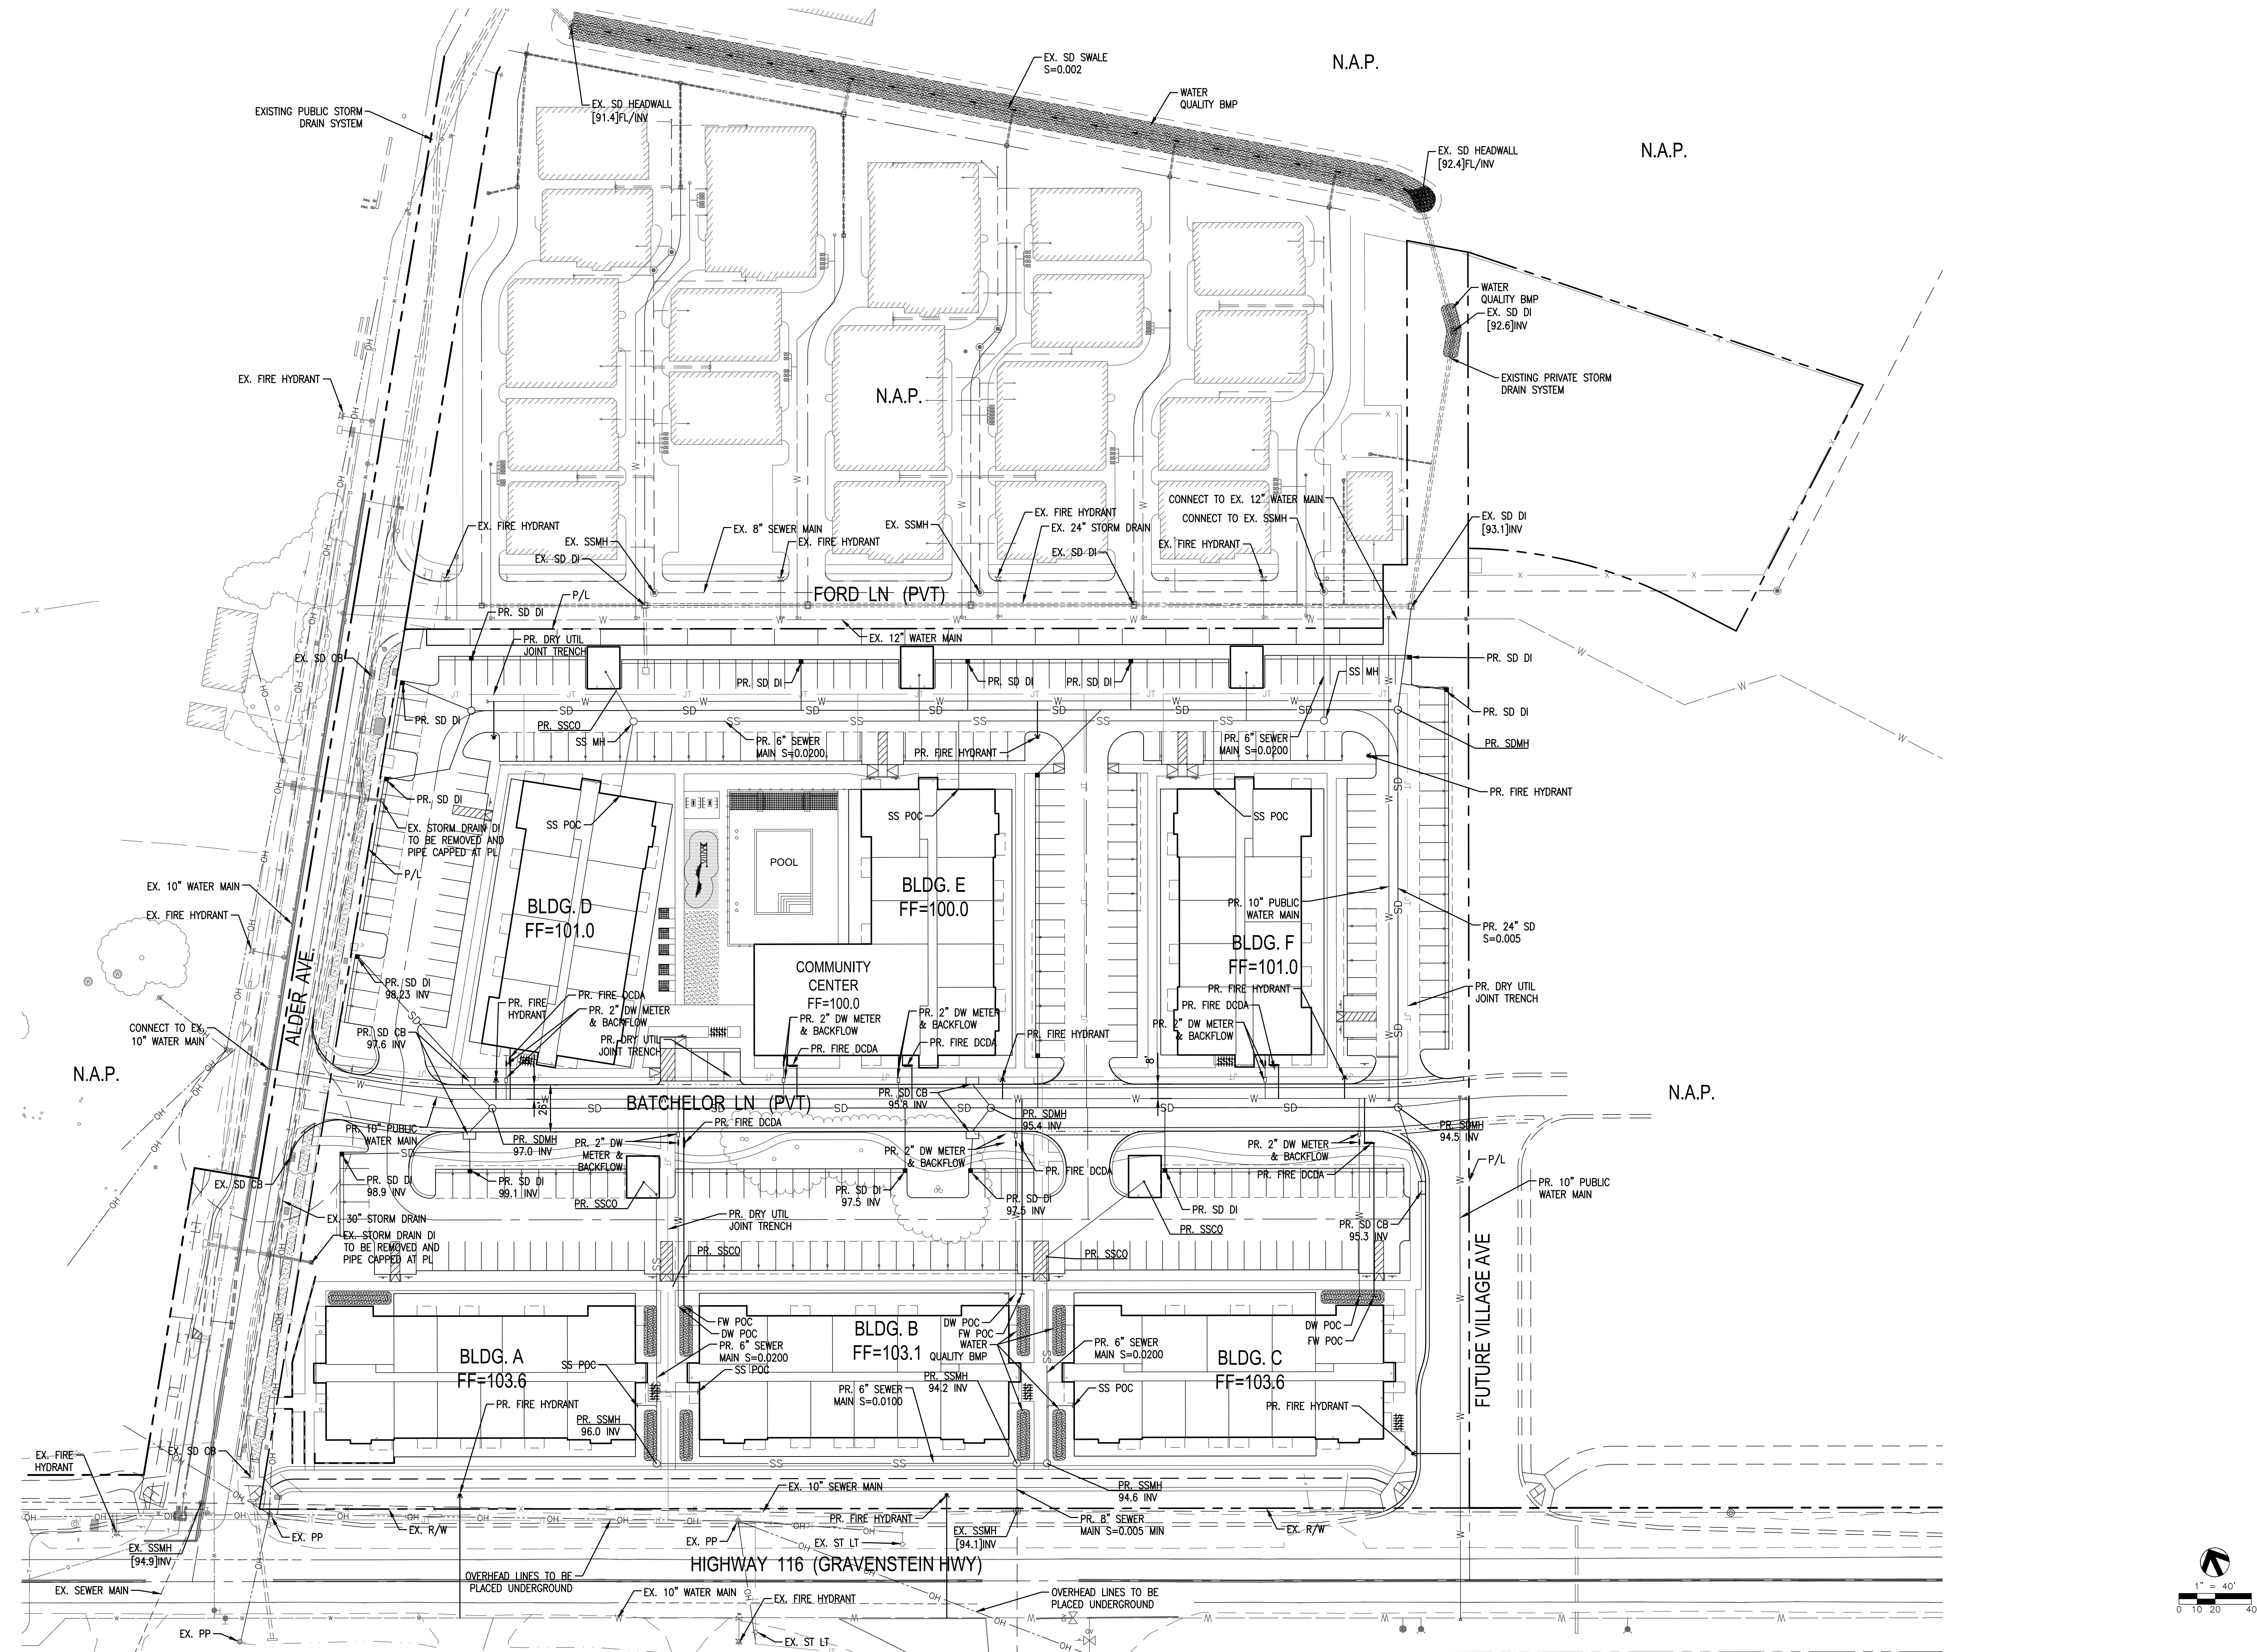 N.A.P.
EX. SD SWALE
S=0.002
WATER
QUALITY BMP
EX. SD HEADWALL
[91.4]FL/INV
EXISTING PUBLIC STORM
DRAIN SYSTEM
N.A.P.
EX. SD HEADWALL
[92.4]FL/INV
WATER
QUALITY BMP
EX. SD DI
[92.6]INV
EXISTING PRIVATE STORM
DRAIN SYSTEM
EX. FIRE HYDRANT
N.A.P.
EX. FIRE HYDRANT
EX. SSMH
EX. SD DI
EX. 8" SEWER MAIN
EX. FIRE HYDRANT
EX. SSMH
EX. FIRE HYDRANT
EX. 24" STORM DRAIN
EX. SD DI
CONNECT TO EX. 12" WATER MAIN
CONNECT TO EX. SSMH
EX. FIRE HYDRANT
EX. SD DI
[93.1]INV
FORD LN (PVT)
P/L
PR. SD DI
EX. 12" WATER MAIN
PR. DRY UTIL
JOINT TRENCH
EX. SD CB
PR. SD DI
PR. SD DI
PR. SD DI
SS MH
PR. SD DI
PR. SD DI
PR. SD DI
PR. SSCO
SS MH
PR. 6" SEWER
MAIN S=0.0200
PR. FIRE HYDRANT
PR. 6" SEWER
MAIN S=0.0200
PR. SDMH
PR. FIRE HYDRANT
PR. SD DI
EX. STORM DRAIN DI
TO BE REMOVED AND
PIPE CAPPED AT PL
P/L
SS POC
SS POC
SS POC
POOL
BLDG. D
FF=101.0
BLDG. E
FF=100.0
BLDG. F
FF=101.0
COMMUNITY
CENTER
FF=100.0
EX. 10" WATER MAIN
EX. FIRE HYDRANT
ALDER AVE.
PR. 10" PUBLIC
WATER MAIN
PR. 24" SD
S=0.005
PR. DRY UTIL
JOINT TRENCH
PR. SD DI
98.23 INV
PR. FIRE
HYDRANT
PR. FIRE DCDA
PR. 2" DW METER
& BACKFLOW
PR. DRY UTIL
JOINT TRENCH
PR. 2" DW METER
& BACKFLOW
PR. FIRE DCDA
PR. 2" DW METER
& BACKFLOW
PR. FIRE DCDA
PR. FIRE HYDRANT
PR. FIRE HYDRANT
PR. FIRE DCDA
PR. 2" DW METER
& BACKFLOW
CONNECT TO EX.
10" WATER MAIN
PR. SD CB
97.6 INV
N.A.P.
N.A.P.
26'
8'
BATCHELOR LN (PVT)
PR. SD CB
95.8 INV
PR. SDMH
95.4 INV
PR. SDMH
94.5 INV
PR. 10" PUBLIC
WATER MAIN
PR. SDMH
97.0 INV
PR. 2" DW
METER &
BACKFLOW
PR. FIRE DCDA
PR. 2" DW METER
& BACKFLOW
PR. FIRE DCDA
PR. 2" DW METER
& BACKFLOW
PR. FIRE DCDA
P/L
PR. 10" PUBLIC
WATER MAIN
EX. SD CB
PR. SD DI
98.9 INV
PR. SD DI
99.1 INV
PR. SSCO
PR. SD DI
97.5 INV
PR. SD DI
97.5 INV
PR. SD DI
PR. SSCO
PR. SD CB
95.3 INV
EX. 30" STORM DRAIN
EX. STORM DRAIN DI
TO BE REMOVED AND
PIPE CAPPED AT PL
PR. DRY UTIL
JOINT TRENCH
PR. SSCO
PR. SSCO
FUTURE VILLAGE AVE
BLDG. A
FF=103.6
BLDG. B
FF=103.1
BLDG. C
FF=103.6
FW POC
DW POC
PR. 6" SEWER
MAIN S=0.0200
SS POC
SS POC
DW POC
FW POC
WATER
QUALITY BMP
PR. 6" SEWER
MAIN S=0.0200
SS POC
DW POC
FW POC
PR. FIRE HYDRANT
PR. SSMH
96.0 INV
PR. 6" SEWER
MAIN S=0.0100
PR. SSMH
94.2 INV
PR. FIRE HYDRANT
EX. FIRE
HYDRANT
EX. SD CB
EX. 10" SEWER MAIN
PR. SSMH
94.6 INV
EX. SSMH
[94.9]INV
EX. PP
EX. R/W
PR. FIRE HYDRANT
EX. SSMH
[94.1]INV
PR. 8" SEWER
MAIN S=0.005 MIN
EX. R/W
EX. PP
EX. ST LT
HIGHWAY 116 (GRAVENSTEIN HWY)
EX. SEWER MAIN
OVERHEAD LINES TO BE
PLACED UNDERGROUND
EX. 10" WATER MAIN
EX. FIRE HYDRANT
OVERHEAD LINES TO BE
PLACED UNDERGROUND
EX. PP
EX. ST LT
1" = 40'
0 10 20 40